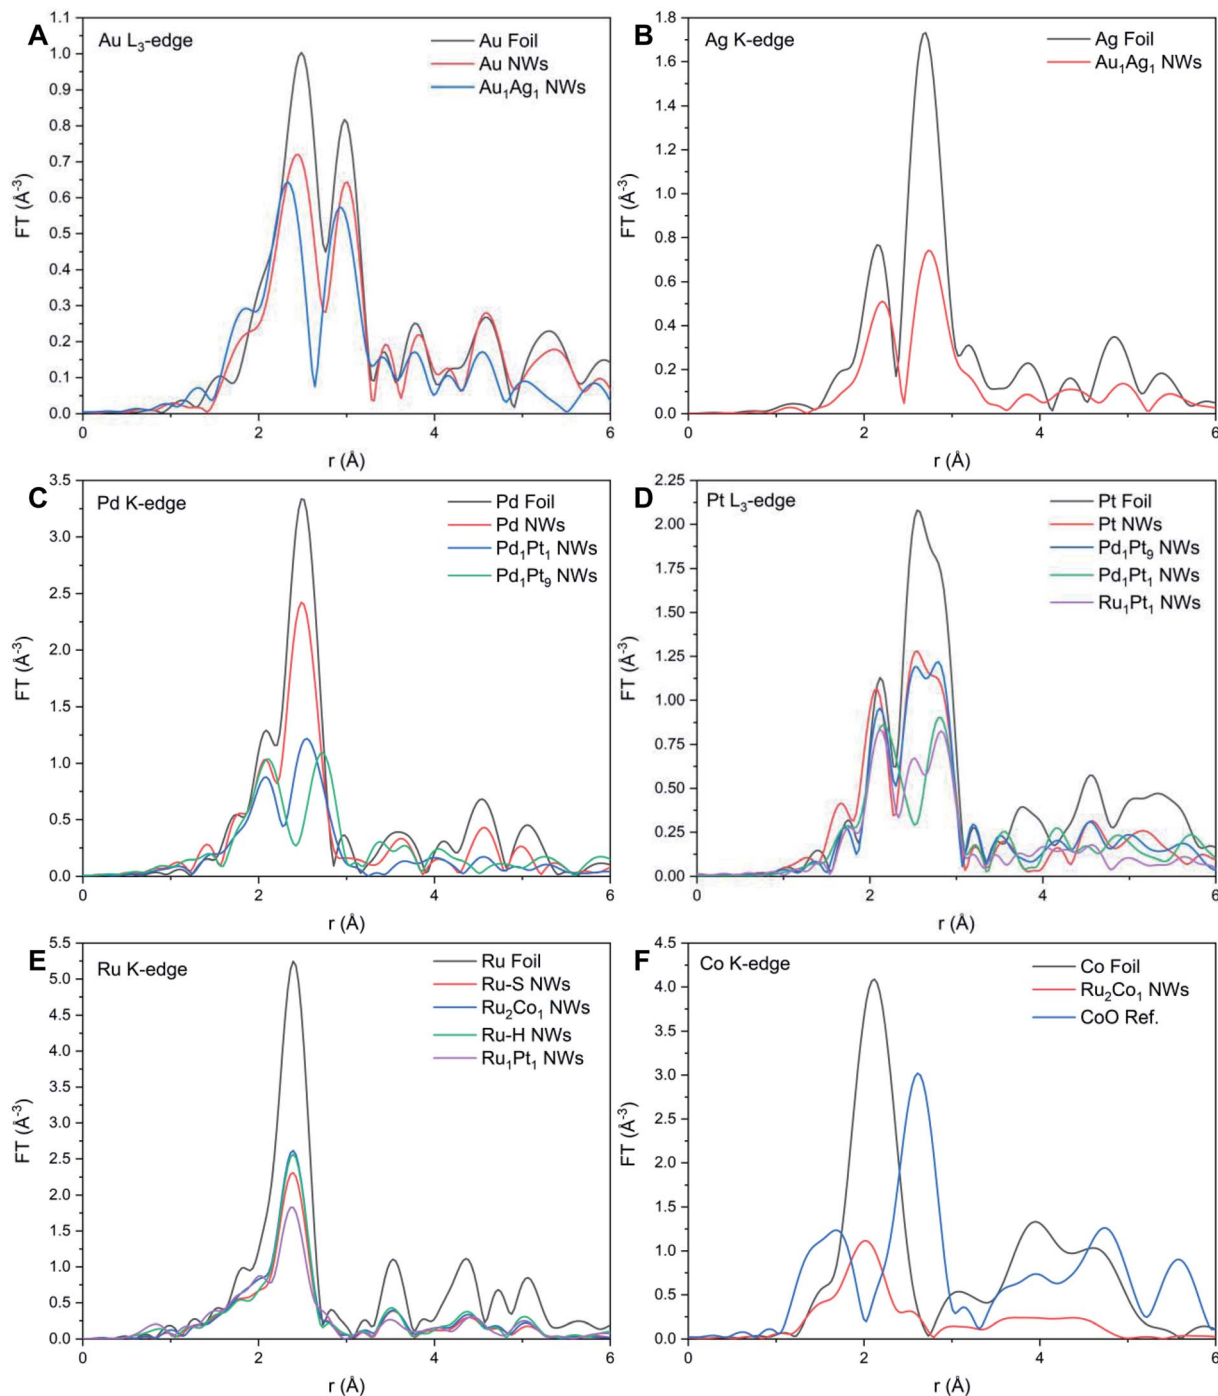 A
Au L₃-edge
Au Foil
Au NWs
Au₁Ag₁ NWs
1.1
1.0
0.9
0.8
0.7
0.6
0.5
0.4
0.3
0.2
0.1
0.0
FT (Å⁻³)
0 2 4 6
r (Å)
B
Ag K-edge
Ag Foil
Au₁Ag₁ NWs
1.8
1.6
1.4
1.2
1.0
0.8
0.6
0.4
0.2
0.0
FT (Å⁻³)
0 2 4 6
r (Å)
C
Pd K-edge
Pd Foil
Pd NWs
Pd₁Pt₁ NWs
Pd₁Pt₉ NWs
3.5
3.0
2.5
2.0
1.5
1.0
0.5
0.0
FT (Å⁻³)
0 2 4 6
r (Å)
D
Pt L₃-edge
Pt Foil
Pt NWs
Pd₁Pt₉ NWs
Pd₁Pt₁ NWs
Ru₁Pt₁ NWs
2.25
2.00
1.75
1.50
1.25
1.00
0.75
0.50
0.25
0.00
FT (Å⁻³)
0 2 4 6
r (Å)
E
Ru K-edge
Ru Foil
Ru-S NWs
Ru₂Co₁ NWs
Ru-H NWs
Ru₁Pt₁ NWs
5.5
5.0
4.5
4.0
3.5
3.0
2.5
2.0
1.5
1.0
0.5
0.0
FT (Å⁻³)
0 2 4 6
r (Å)
F
Co K-edge
Co Foil
Ru₂Co₁ NWs
CoO Ref.
4.5
4.0
3.5
3.0
2.5
2.0
1.5
1.0
0.5
0.0
FT (Å⁻³)
0 2 4 6
r (Å)